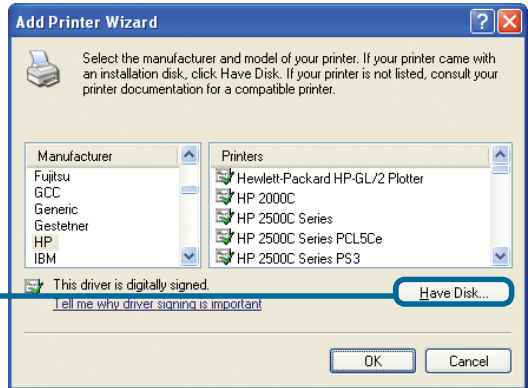 Add Printer Wizard
Select the manufacturer and model of your printer. If your printer came with
an installation disk, click Have Disk. If your printer is not listed, consult your
printer documentation for a compatible printer.
Manufacturer
Fujitsu
GCC
Generic
Gestetner
HP
IBM
Printers
Hewlett-Packard HP-GL/2 Plotter
HP 2000C
HP 2500C Series
HP 2500C Series PCL5Ce
HP 2500C Series PS3
This driver is digitally signed.
Tell me why driver signing is important
Have Disk...
OK
Cancel